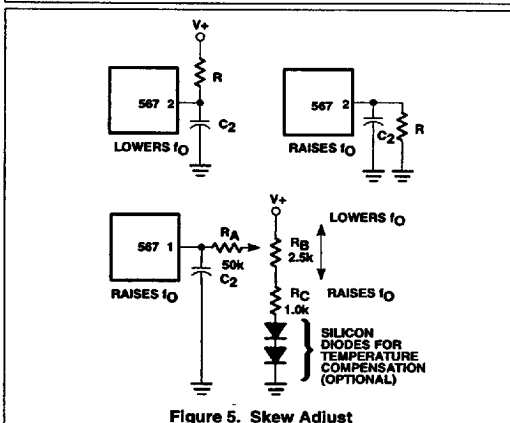 V+
R
567 2
C2
LOWERS fO
567 2
C2
R
RAISES fO
V+
LOWERS fO
567 1
RA
50k
C2
RB
2.5k
RAISES fO
RC
1.0k
RAISES fO
SILICON
DIODES FOR
TEMPERATURE
COMPENSATION
(OPTIONAL)
Figure 5. Skew Adjust